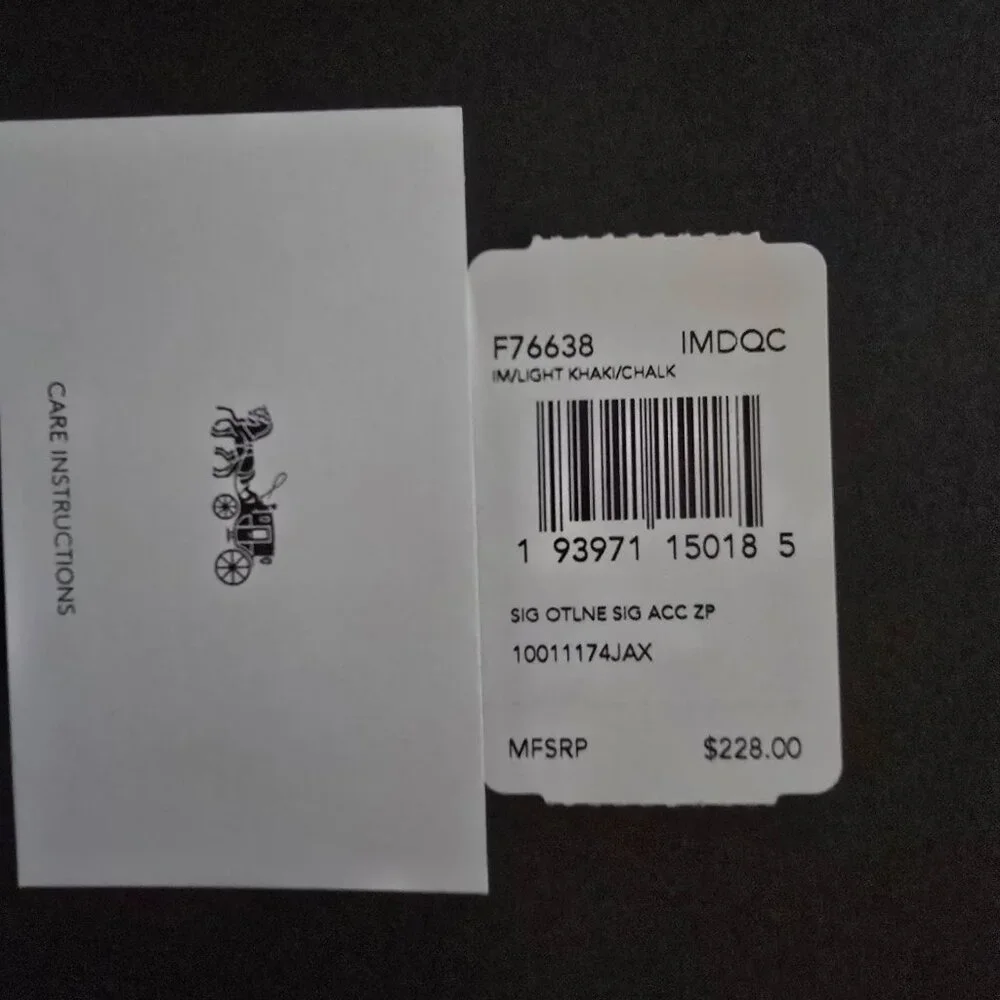 CARE INSTRUCTIONS
F76638 IMDQC
IM/LIGHT KHAKI/CHALK
1 93971 15018 5
SIG OTLNE SIG ACC ZP
10011174JAX
MFSRP $228.00